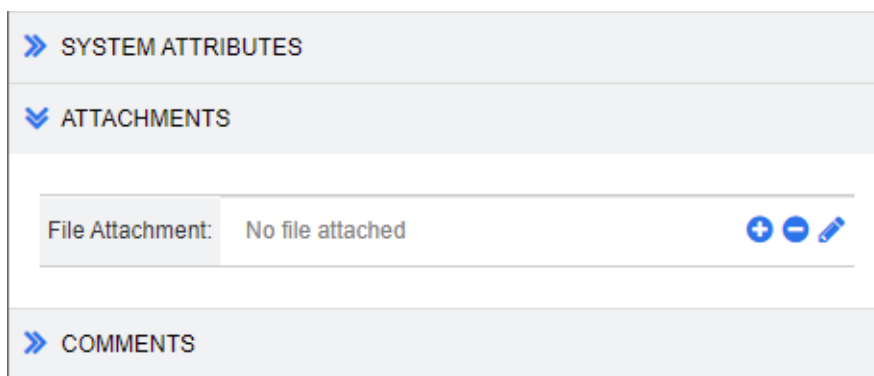 SYSTEM ATTRIBUTES
ATTACHMENTS
File Attachment: No file attached
COMMENTS